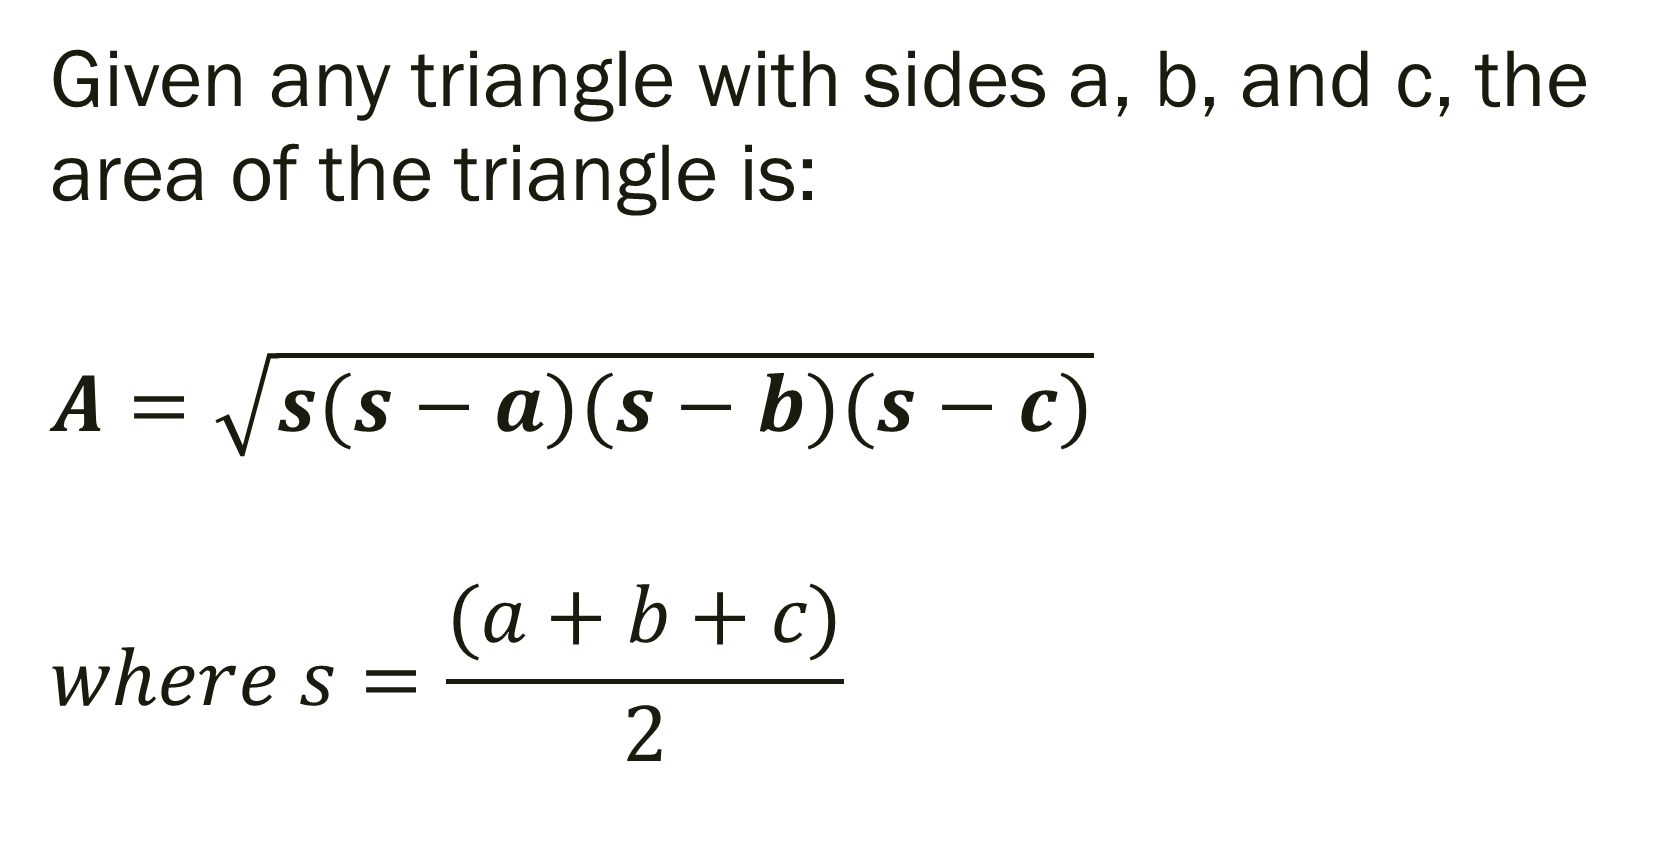 Given any triangle with sides a, b, and c, the
area of the triangle is:
A = √s(s − a)(s − b)(s − c)
where s = (a + b + c)
2